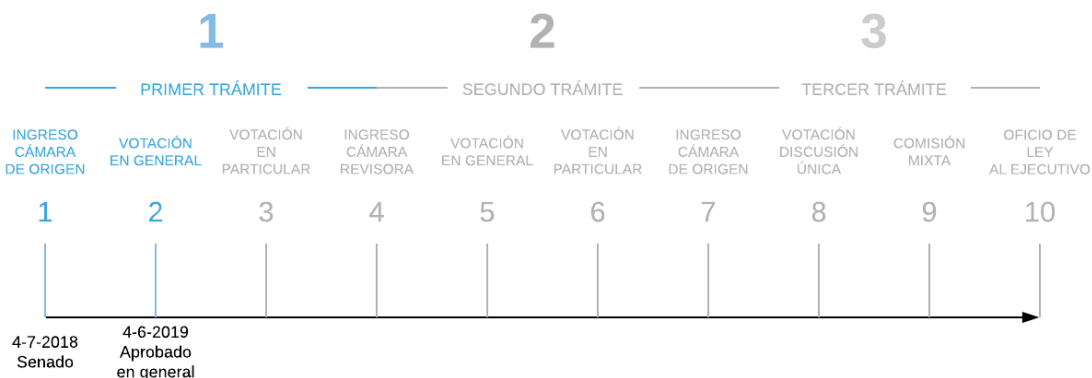 1
2
3
PRIMER TRÁMITE
SEGUNDO TRÁMITE
TERCER TRÁMITE
INGRESO
CÁMARA
DE ORIGEN
VOTACIÓN
EN GENERAL
VOTACIÓN
EN
PARTICULAR
INGRESO
CÁMARA
REVISORA
VOTACIÓN
EN GENERAL
VOTACIÓN
EN
PARTICULAR
INGRESO
CÁMARA
DE ORIGEN
VOTACIÓN
DISCUSIÓN
ÚNICA
COMISIÓN
MIXTA
OFICIO DE
LEY
AL EJECUTIVO
1
2
3
4
5
6
7
8
9
10
4-7-2018
Senado
4-6-2019
Aprobado
en general